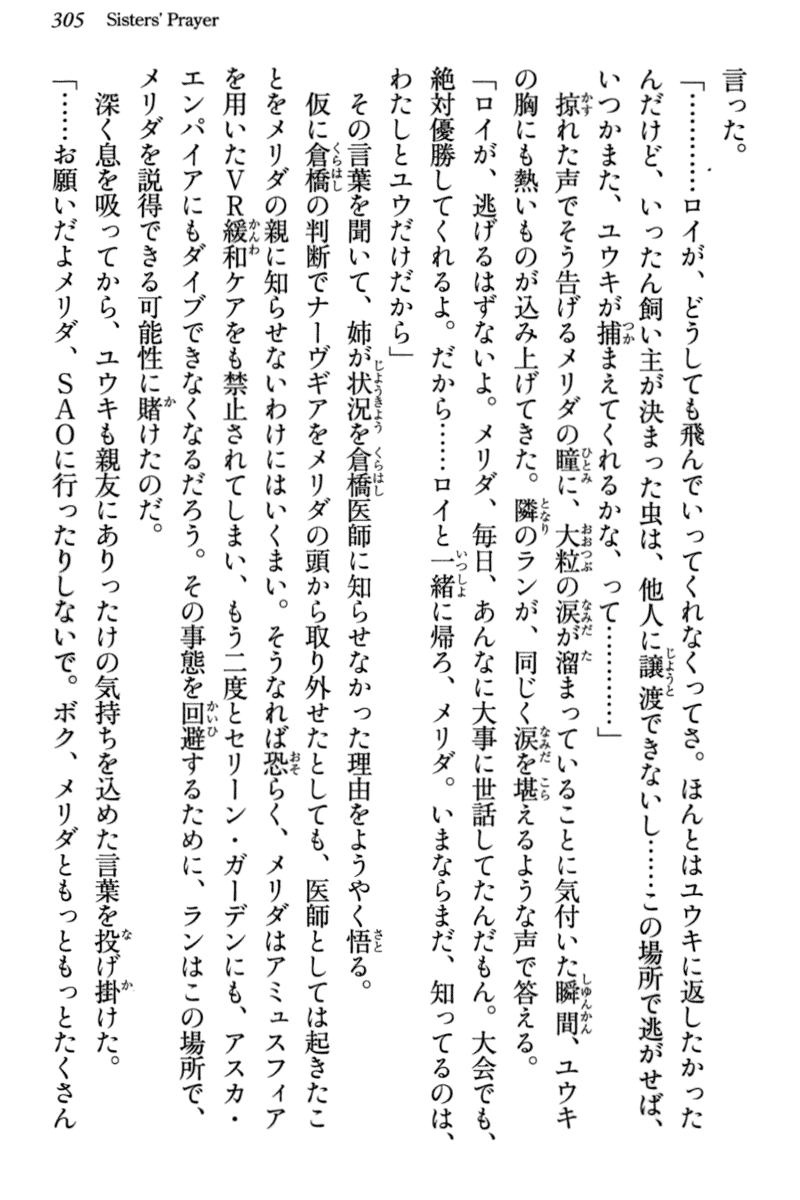 305 Sisters' Prayer
言った。
「…………ロイが、どうしても飛んでいってくれなくってさ。ほんとはユウキに返したかった
んだけど、いったん飼い主が決まった虫は、他人に譲渡できないし……この場所で逃がせば、
いつかまた、ユウキが捕まえてくれるかな、って…………」
掠れた声でそう告げるメリダの瞳に、大粒の涙が溜まっていることに気付いた瞬間、ユウキ
の胸にも熱いものが込み上げてきた。隣のランが、同じく涙を堪えるような声で答える。
「ロイが、逃げるはずないよ。メリダ、毎日、あんなに大事に世話してたんだもん。大会でも、
絶対優勝してくれるよ。だから……ロイと一緒に帰ろ、メリダ。いまならまだ、知ってるのは、
わたしとユウだけだから」
その言葉を聞いて、姉が状況を倉橋医師に知らせなかった理由をようやく悟る。
仮に倉橋の判断でナーヴギアをメリダの頭から取り外せたとしても、医師としては起きたこ
とをメリダの親に知らせないわけにはいくまい。そうなれば恐らく、メリダはアミュスフィア
を用いたＶＲ緩和ケアをも禁止されてしまい、もう二度とセリーン・ガーデンにも、アスカ・
エンパイアにもダイブできなくなるだろう。その事態を回避するために、ランはこの場所で、
メリダを説得できる可能性に賭けたのだ。
深く息を吸ってから、ユウキも親友にありったけの気持ちを込めた言葉を投げ掛けた。
「……お願いだよメリダ、ＳＡＯに行ったりしないで。ボク、メリダともっともっとたくさん